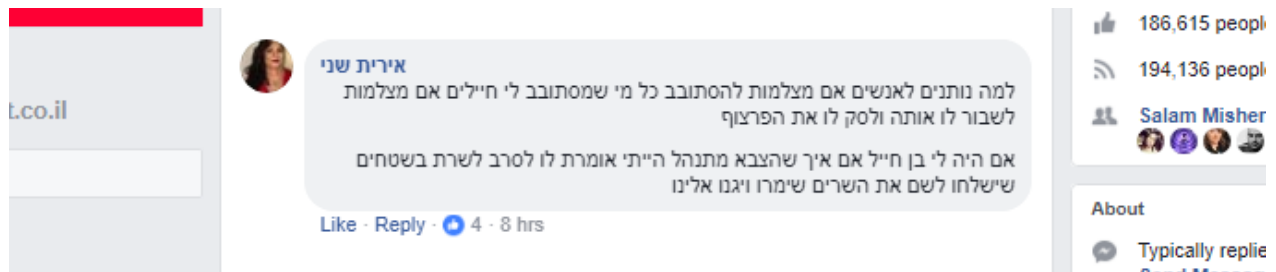 t.co.il
אירית שני
למה נותנים לאנשים אם מצלמות להסתובב כל מי שמסתובב לי חיילים אם מצלמות
לשבור לו אותה ולסק לו את הפרצוף
אם היה לי בן חייל אם איך שהצבא מתנהל הייתי אומרת לו לסרב לשרת בשטחים
שישלחו לשם את השרים שימרו ויגנו אלינו
Like · Reply · 4 · 8 hrs
186,615 people
194,136 people
Salam Misher
About
Typically replie